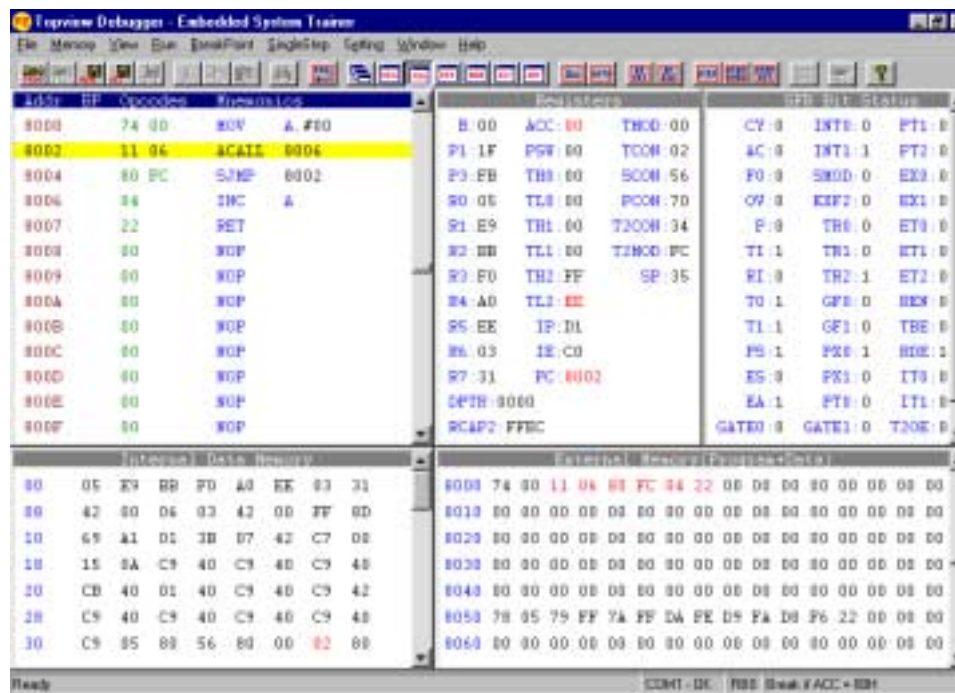 Topview Debugger - Embedded System Trainer
File Memory View Run BreakPoint SingleStep Setting Window Help
Addr BP Opcodes Mnemonics
8000 74 00 MOV A,#00
8002 11 06 ACALL 8006
8004 80 FC SJMP 8002
8006 04 INC A
8007 22 RET
8008 00 NOP
8009 00 NOP
800A 00 NOP
800B 00 NOP
800C 00 NOP
800D 00 NOP
800E 00 NOP
800F 00 NOP
Registers
B:00 ACC:00 TMOD:00
P1:1F PSW:00 TCON:02
P3:FB TH0:00 SCON:56
R0:05 TL0:00 PCON:70
R1:E9 TH1:00 T2CON:34
R2:BB TL1:00 T2MOD:FC
R3:F0 TH2:FF SP:35
R4:A0 TL2:EE
R5:EE IP:D1
R6:03 IE:C0
R7:31 PC:8002
DPTR:0000
RCAP2:FFEC
SFR Bit Status
CY:0 INT0:0 PT1:0
AC:0 INT1:1 PT2:0
F0:0 SMOD:0 EX0:0
OV:0 EXF2:0 EX1:0
P:0 TR0:0 ET0:0
TI:1 TR1:0 ET1:0
RI:0 TR2:1 ET2:0
T0:1 GF0:0 REN:0
T1:1 GF1:0 TB8:0
PS:1 PX0:1
ES:0 PX1:0 IT0:0
EA:1 PT0:0 IT1:0
GATE0:0 GATE1:0 T2OE:0
Internal Data Memory
00 05 E9 BB F0 A0 EE 03 31
08 42 00 06 03 42 00 FF 0D
10 69 A1 01 3B 07 42 C7 00
18 15 0A C9 40 C9 40 C9 40
20 CB 40 01 40 C9 40 C9 42
28 C9 40 C9 40 C9 40 C9 40
30 C9 05 80 56 80 00 02 80
External Memory(Program+Data)
8000 74 00 11 06 80 FC 04 22 00 00 00 00 00 00 00 00
8010 00 00 00 00 00 00 00 00 00 00 00 00 00 00 00 00
8020 00 00 00 00 00 00 00 00 00 00 00 00 00 00 00 00
8030 00 00 00 00 00 00 00 00 00 00 00 00 00 00 00 00
8040 00 00 00 00 00 00 00 00 00 00 00 00 00 00 00 00
8050 78 05 79 FF 7A FF DA FE D9 FA D8 F6 22 00 00 00
8060 00 00 00 00 00 00 00 00 00 00 00 00 00 00 00 00
Ready COM1 - OK RB0 Break if ACC = 80H